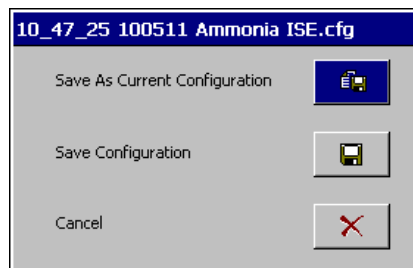 10_47_25 100511 Ammonia ISE.cfg
Save As Current Configuration
Save Configuration
Cancel